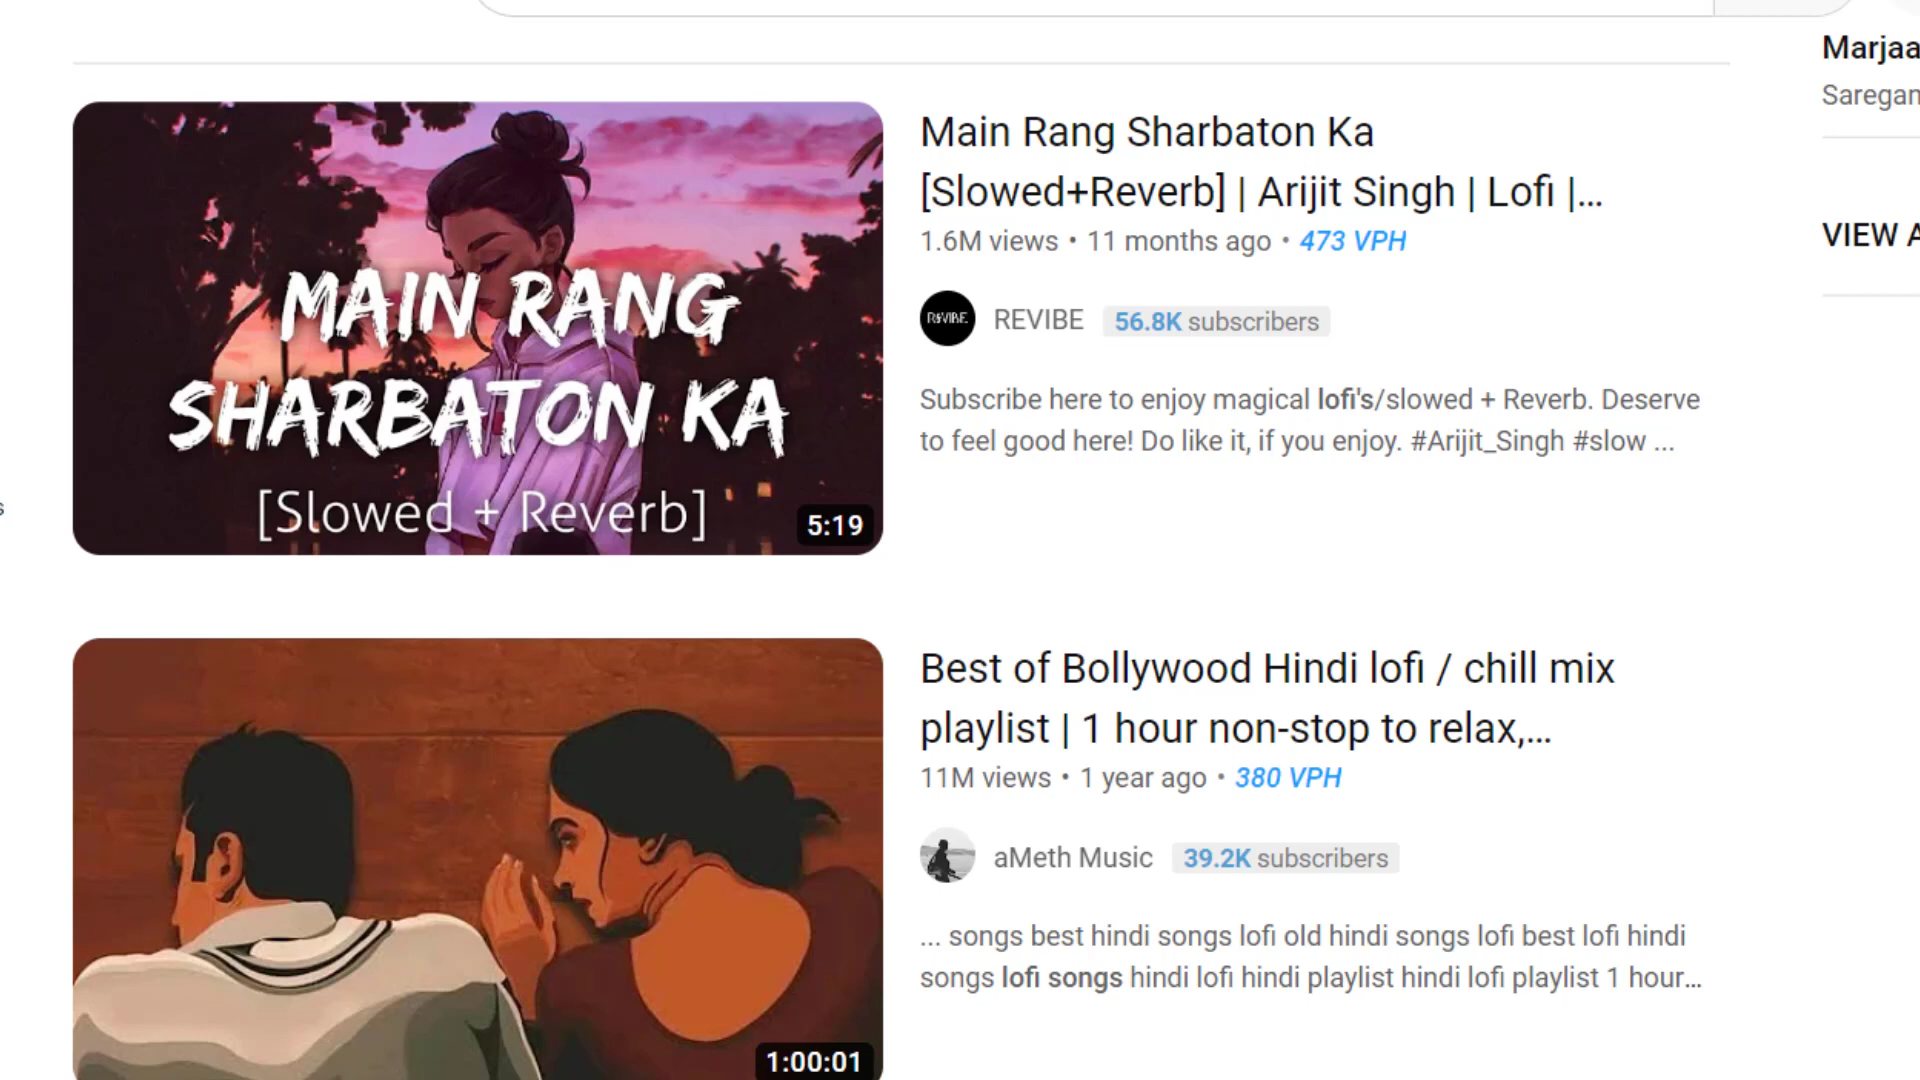 Marjaa
Saregan
VIEW A
MAIN RANG
SHARBATON KA
[Slowed + Reverb]
5:19
Main Rang Sharbaton Ka
[Slowed+Reverb] | Arijit Singh | Lofi |...
1.6M views • 11 months ago • 473 VPH
REVIBE
REVIBE 56.8K subscribers
Subscribe here to enjoy magical lofi's/slowed + Reverb. Deserve
to feel good here! Do like it, if you enjoy. #Arijit_Singh #slow ...
1:00:01
Best of Bollywood Hindi lofi / chill mix
playlist | 1 hour non-stop to relax,...
11M views • 1 year ago • 380 VPH
aMeth Music 39.2K subscribers
... songs best hindi songs lofi old hindi songs lofi best lofi hindi
songs lofi songs hindi lofi hindi playlist hindi lofi playlist 1 hour...